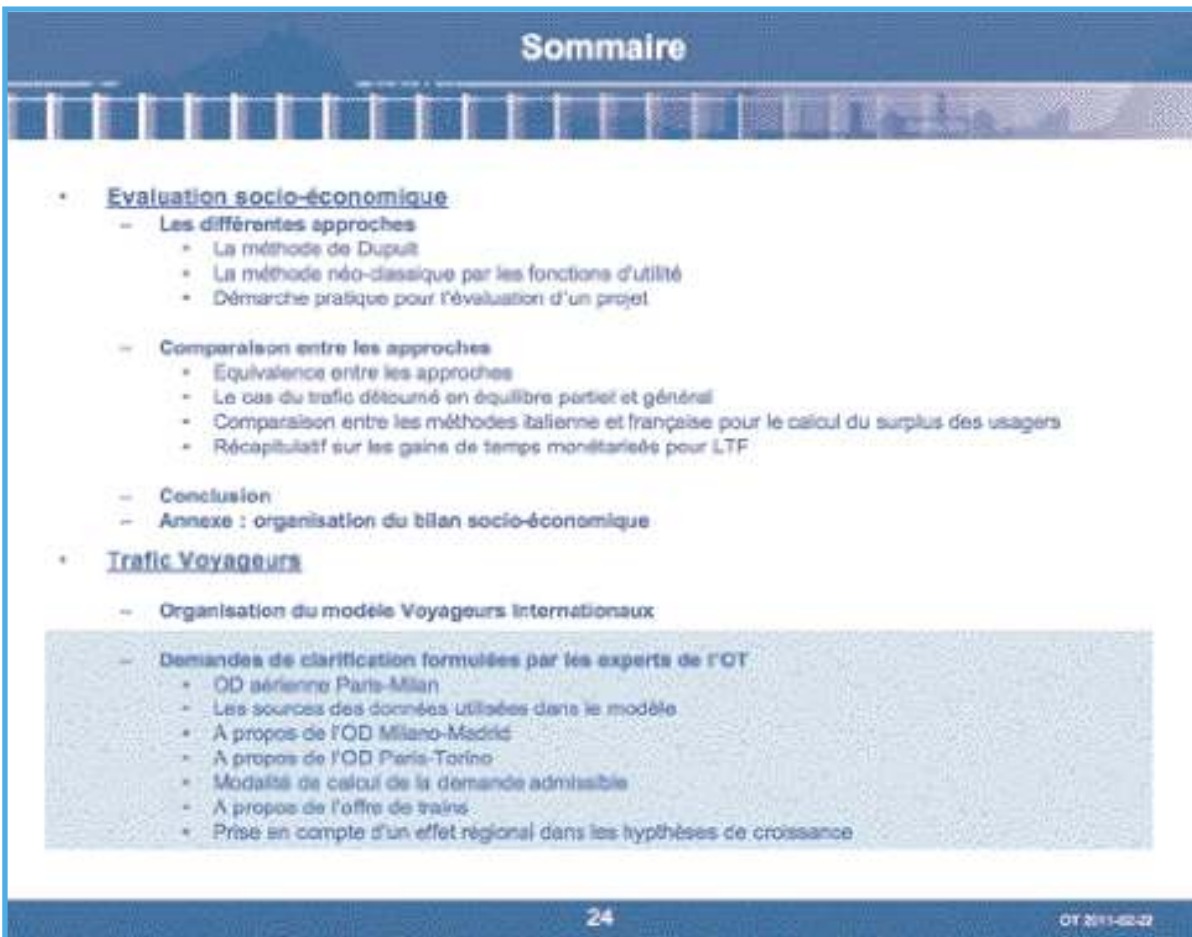 Sommaire
• Evaluation socio-économique
– Les différentes approches
• La méthode de Dupuit
• La méthode néo-classique par les fonctions d'utilité
• Démarche pratique pour l'évaluation d'un projet
– Comparaison entre les approches
• Equivalence entre les approches
• Le cas du trafic détourné en équilibre partiel et général
• Comparaison entre les méthodes italienne et française pour le calcul du surplus des usagers
• Récapitulatif sur les gains de temps monétarisés pour LTF
– Conclusion
– Annexe : organisation du bilan socio-économique
• Trafic Voyageurs
– Organisation du modèle Voyageurs Internationaux
– Demandes de clarification formulées par les experts de l'OT
• OD aérienne Paris-Milan
• Les sources des données utilisées dans le modèle
• A propos de l'OD Milano-Madrid
• A propos de l'OD Paris-Torino
• Modalité de calcul de la demande admissible
• A propos de l'offre de trains
• Prise en compte d'un effet régional dans les hypthèses de croissance
24
OT 2011-02-22